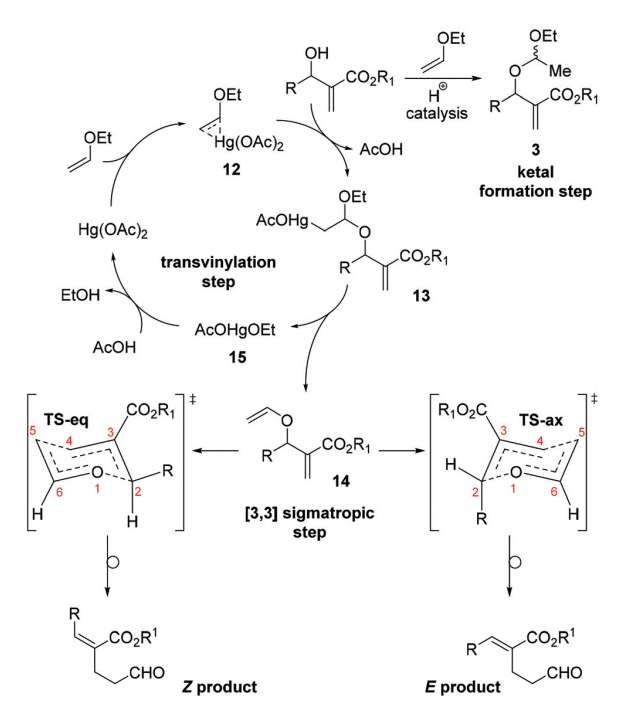 OH
R
CO2R1
OEt
H⊕
catalysis
OEt
O
Me
R
CO2R1
3
ketal
formation step
OEt
Hg(OAc)2
12
AcOH
OEt
Hg(OAc)2
OEt
AcOHg
O
R
CO2R1
13
transvinylation
step
EtOH
AcOH
AcOHgOEt
15
TS-eq
CO2R1
5
4
3
O
1
2
R
6
H
H
‡
O
R
CO2R1
14
[3,3] sigmatropic
step
R1O2C
TS-ax
3
4
5
H
O
2
1
6
R
H
‡
R
CO2R1
CHO
Z product
R
CO2R1
CHO
E product